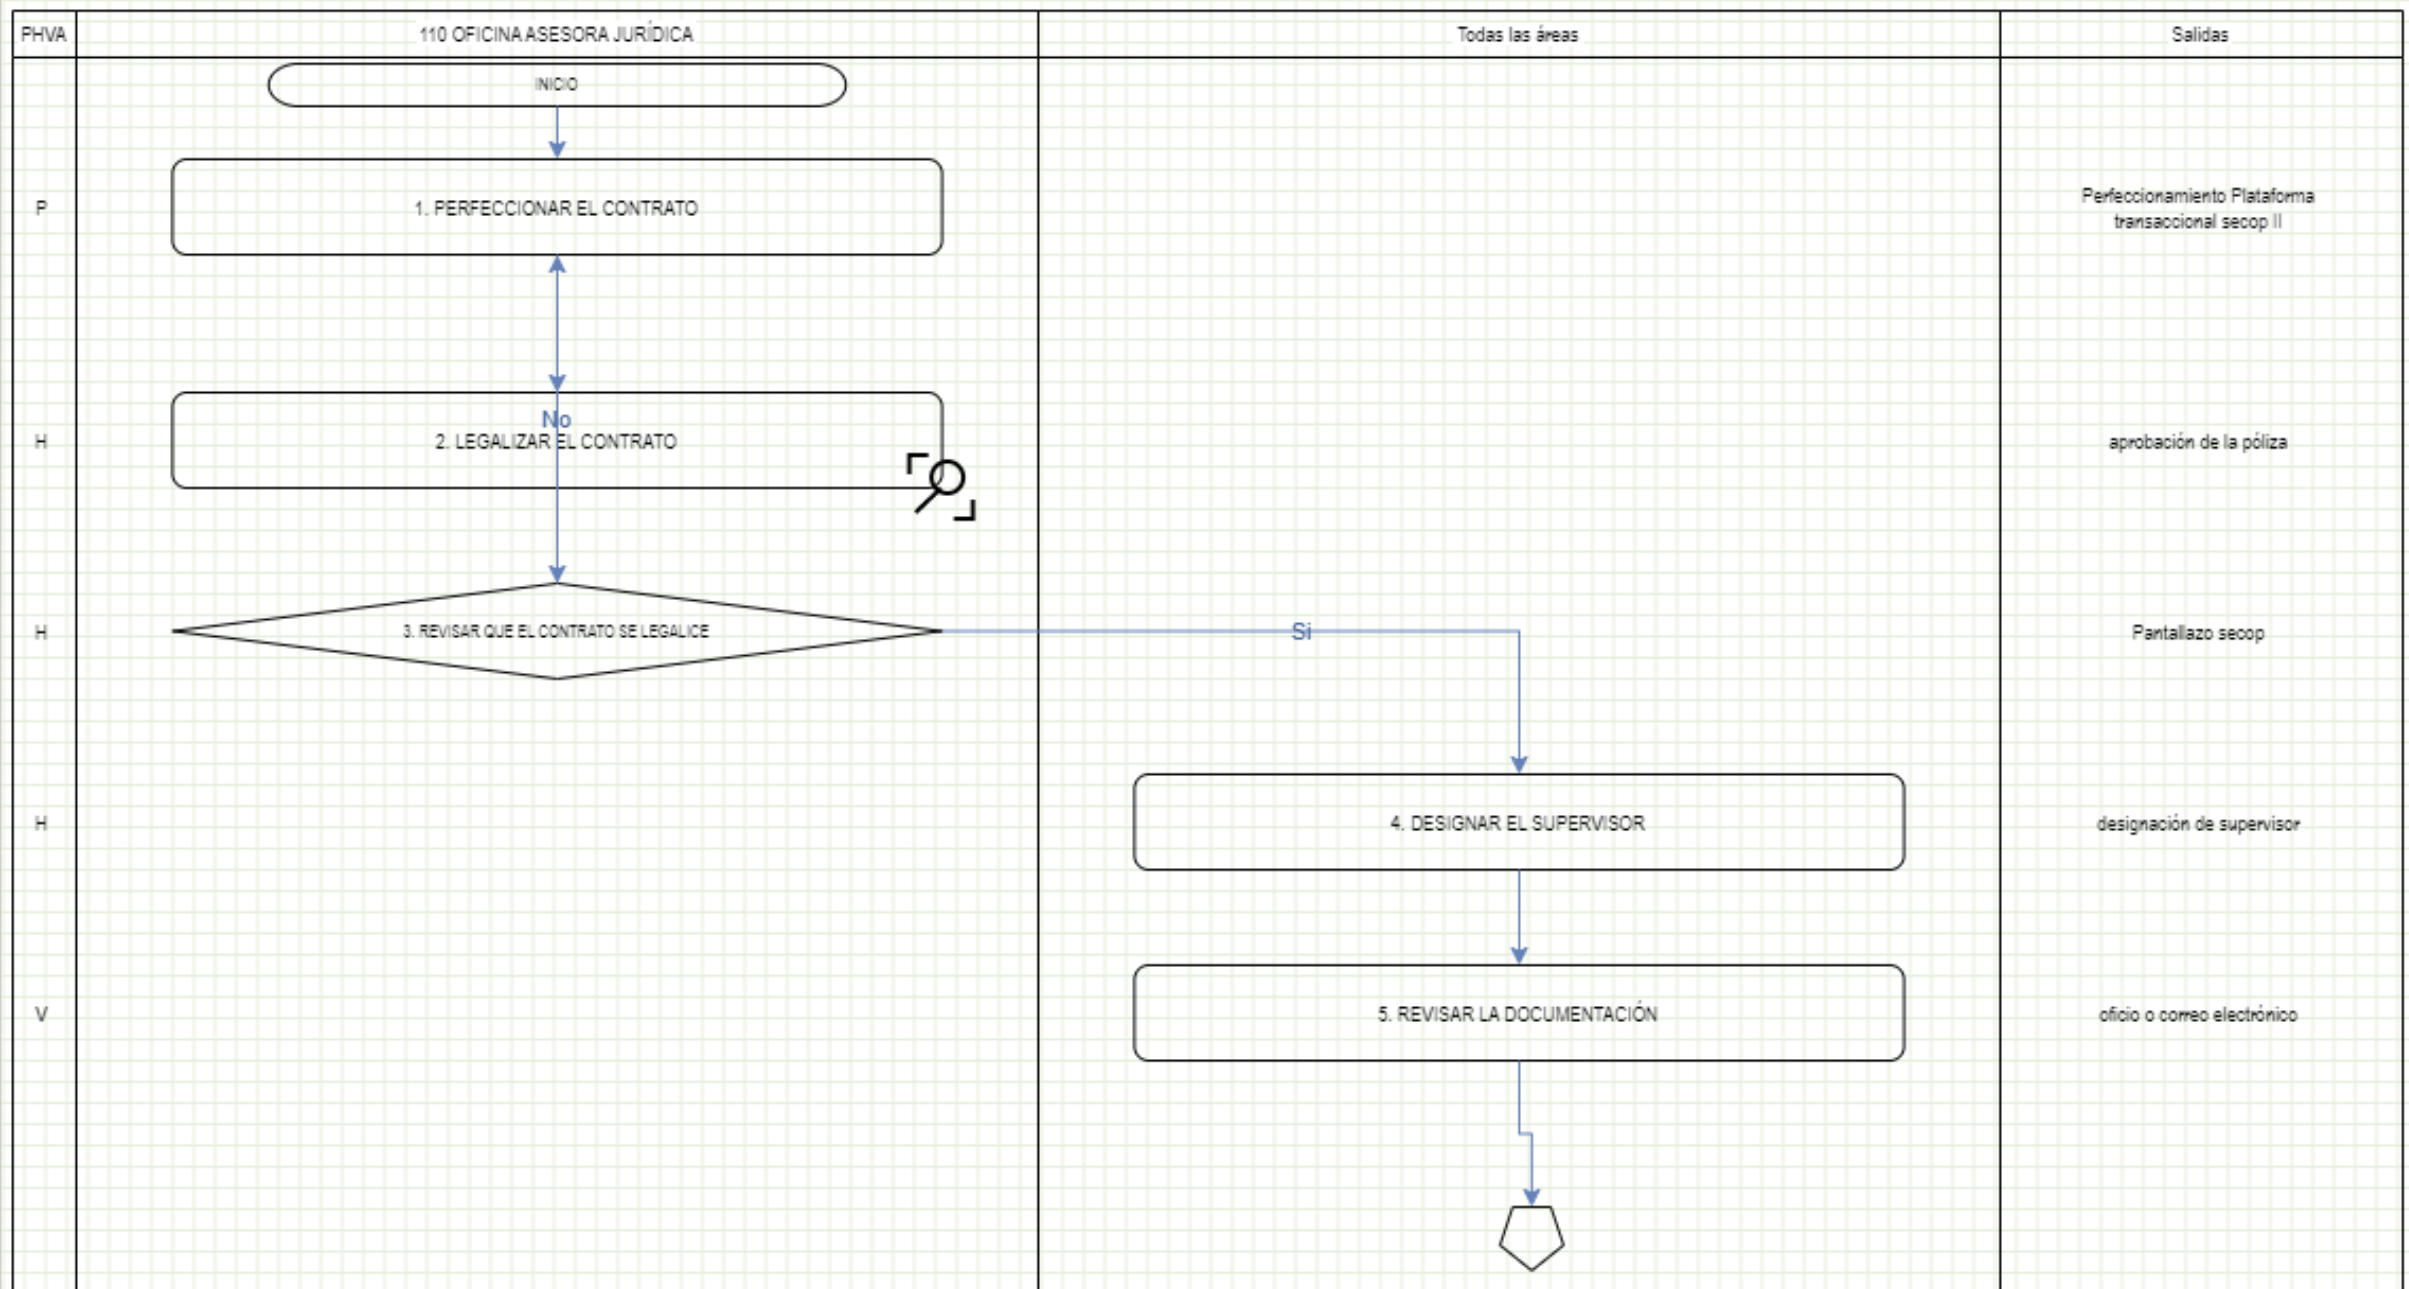 PHVA
110 OFICINA ASESORA JURÍDICA
Todas las áreas
Salidas
INICIO
P
1. PERFECCIONAR EL CONTRATO
Perfeccionamiento Plataforma
transaccional secop II
No
H
2. LEGALIZAR EL CONTRATO
aprobación de la póliza
H
3. REVISAR QUE EL CONTRATO SE LEGALICE
Si
Pantallazo secop
H
4. DESIGNAR EL SUPERVISOR
designación de supervisor
V
5. REVISAR LA DOCUMENTACIÓN
oficio o correo electrónico